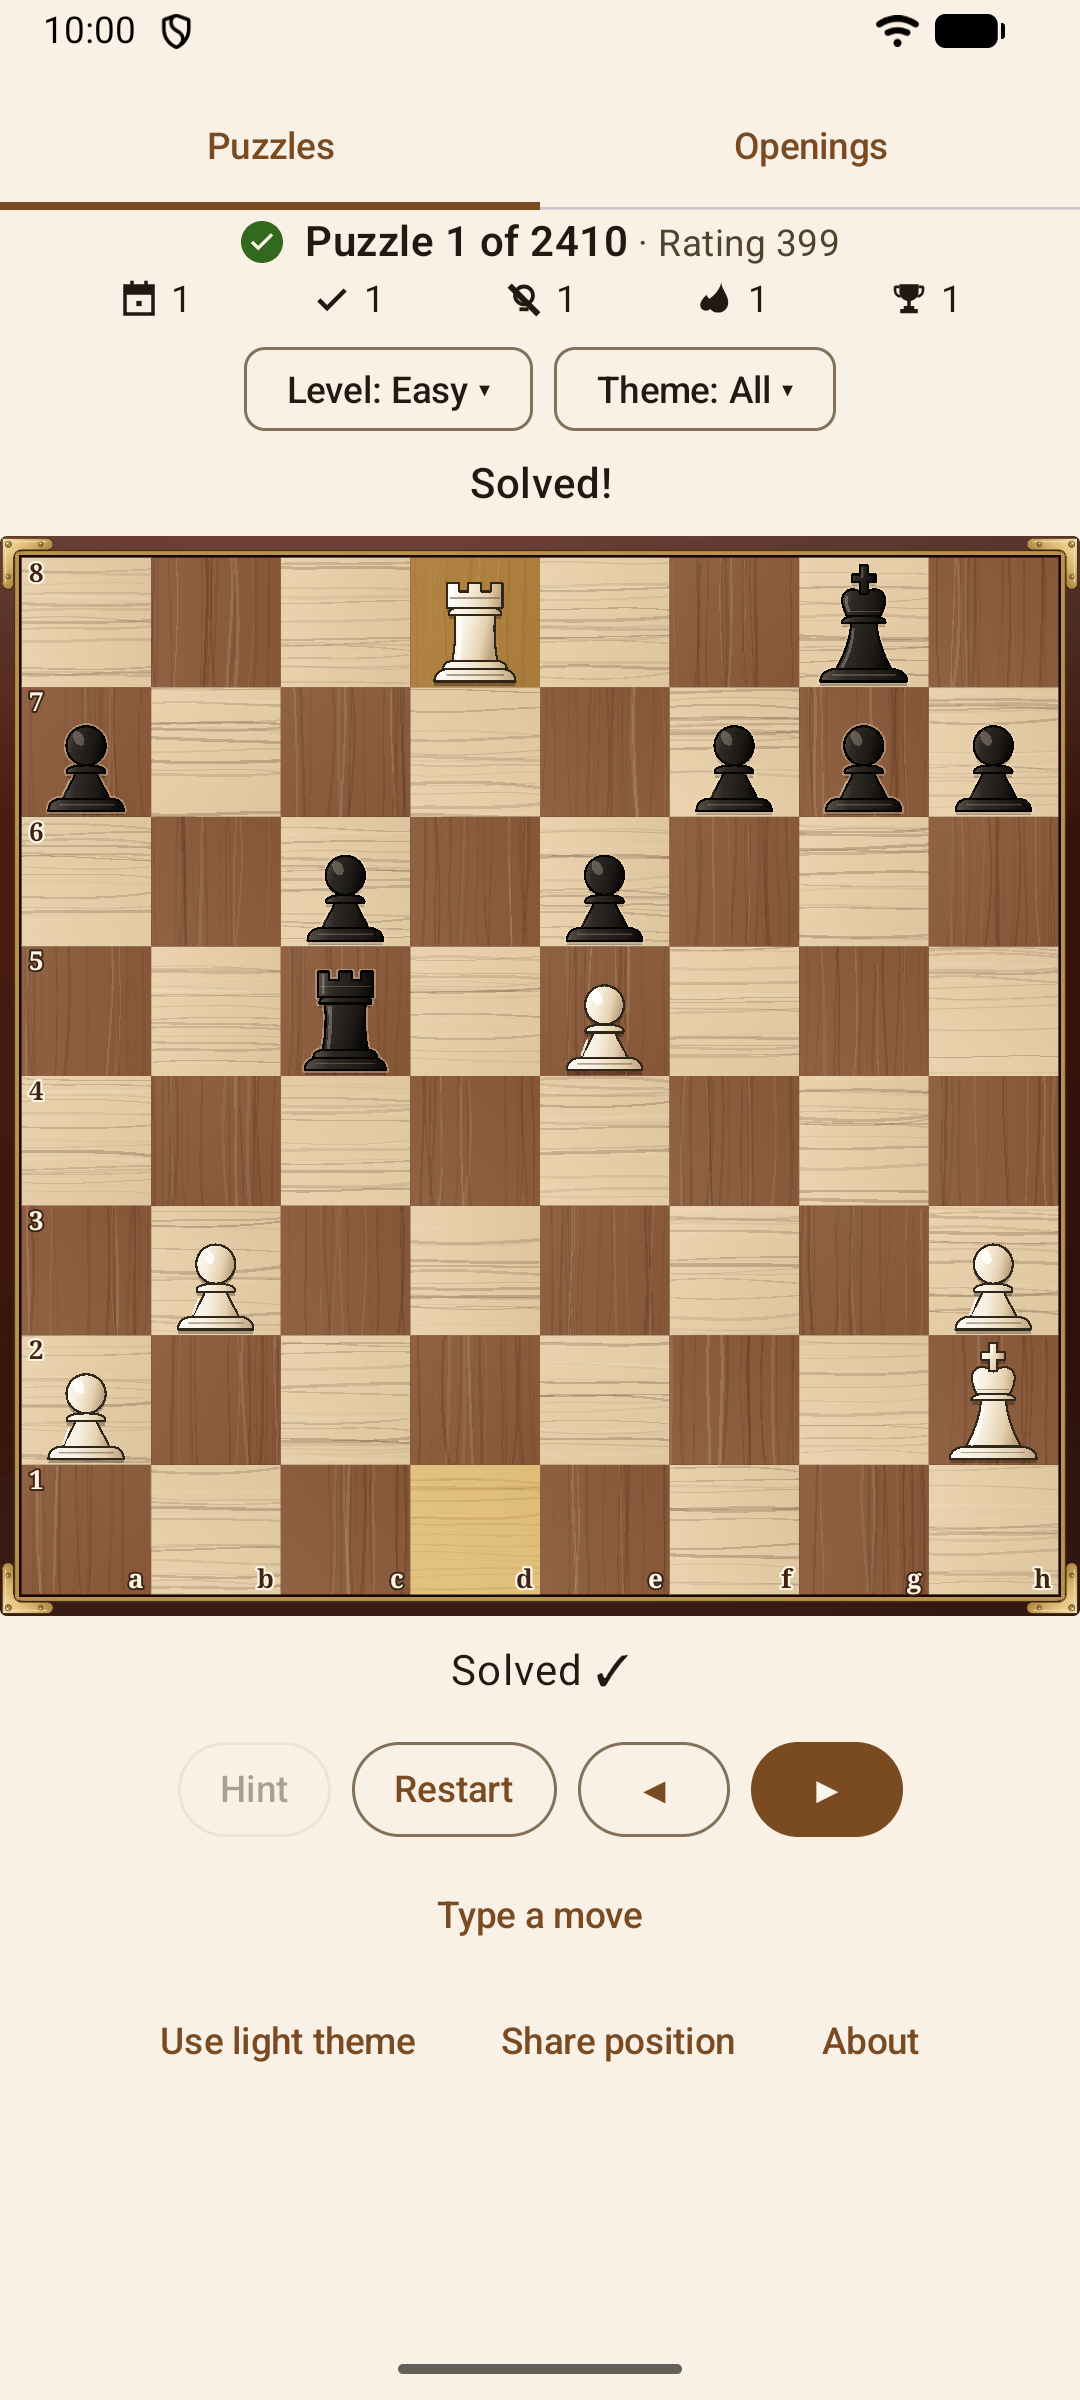 10:00
Puzzles Openings
Puzzle 1 of 2410 · Rating 399
1 1 1 1 1
Level: Easy ▾ Theme: All ▾
Solved!
8
7
6
5
4
3
2
1
a b c d e f g h
Solved ✓
Hint Restart ◀ ▶
Type a move
Use light theme Share position About